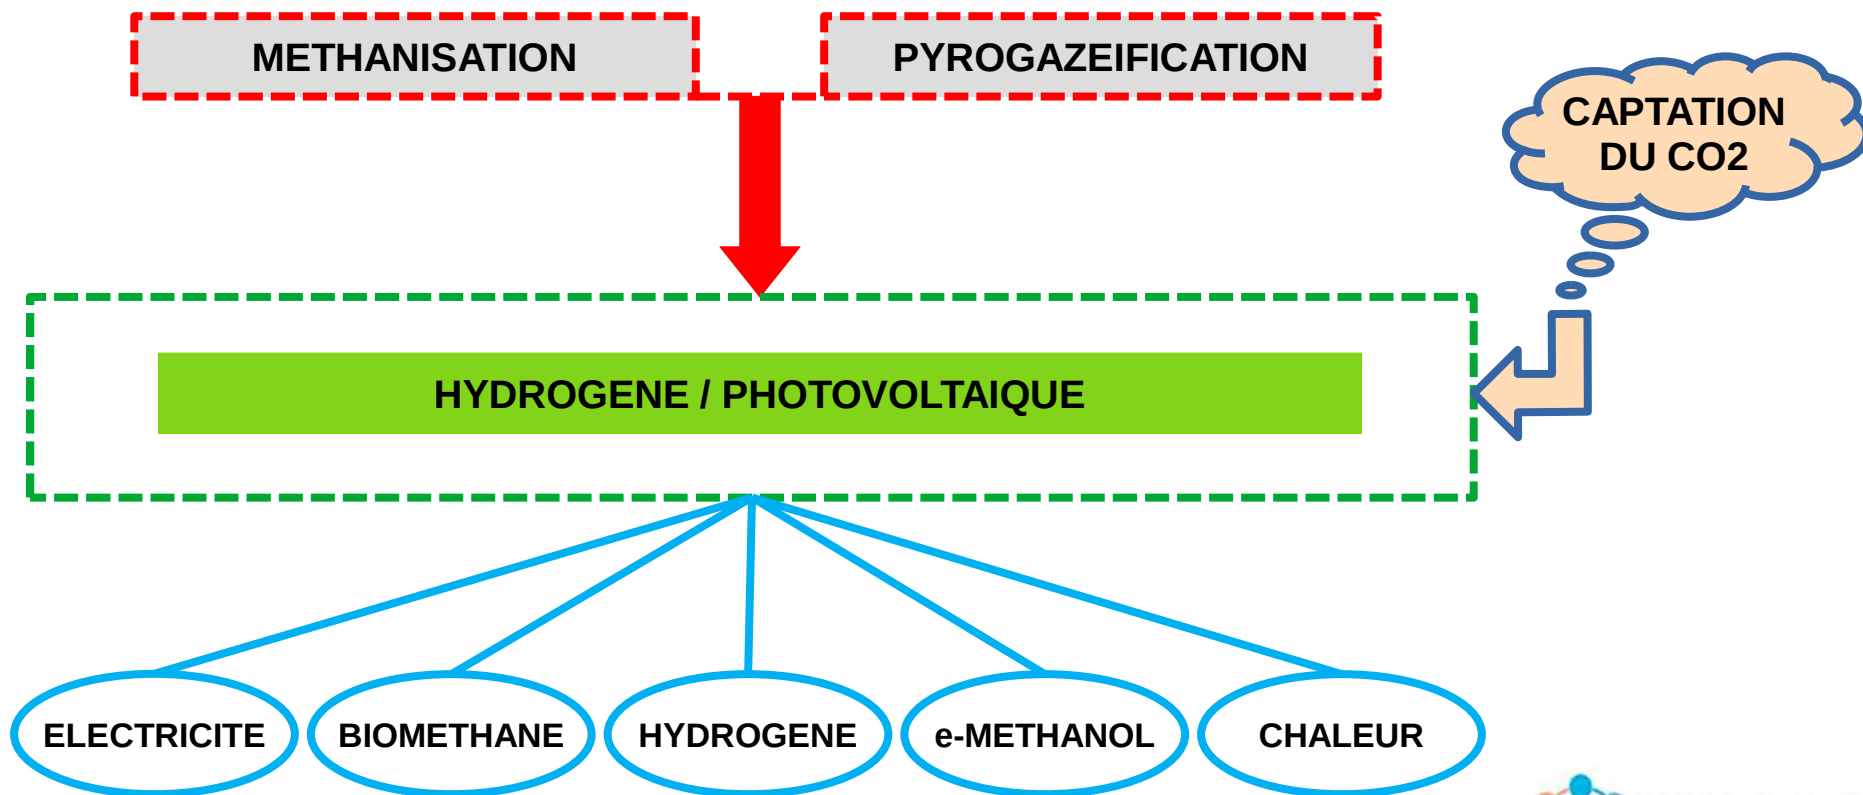 METHANISATION
PYROGAZEIFICATION
CAPTATION
DU CO2
HYDROGENE / PHOTOVOLTAIQUE
ELECTRICITE
BIOMETHANE
HYDROGENE
e-METHANOL
CHALEUR